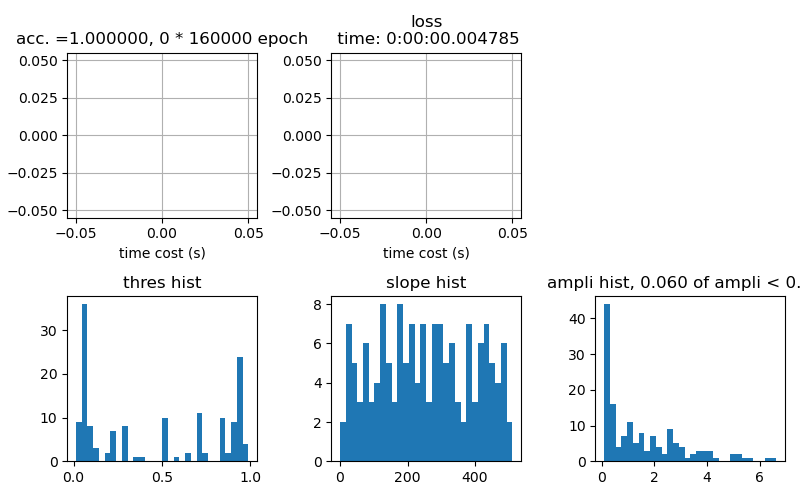 acc. =1.000000, 0 * 160000 epoch
0.050
0.025
0.000
−0.025
−0.050
−0.05 0.00 0.05
time cost (s)
loss
time: 0:00:00.004785
0.050
0.025
0.000
−0.025
−0.050
−0.05 0.00 0.05
time cost (s)
thres hist
30
20
10
0
0.0 0.5 1.0
slope hist
8
6
4
2
0
0 200 400
ampli hist, 0.060 of ampli < 0.
40
30
20
10
0
0 2 4 6